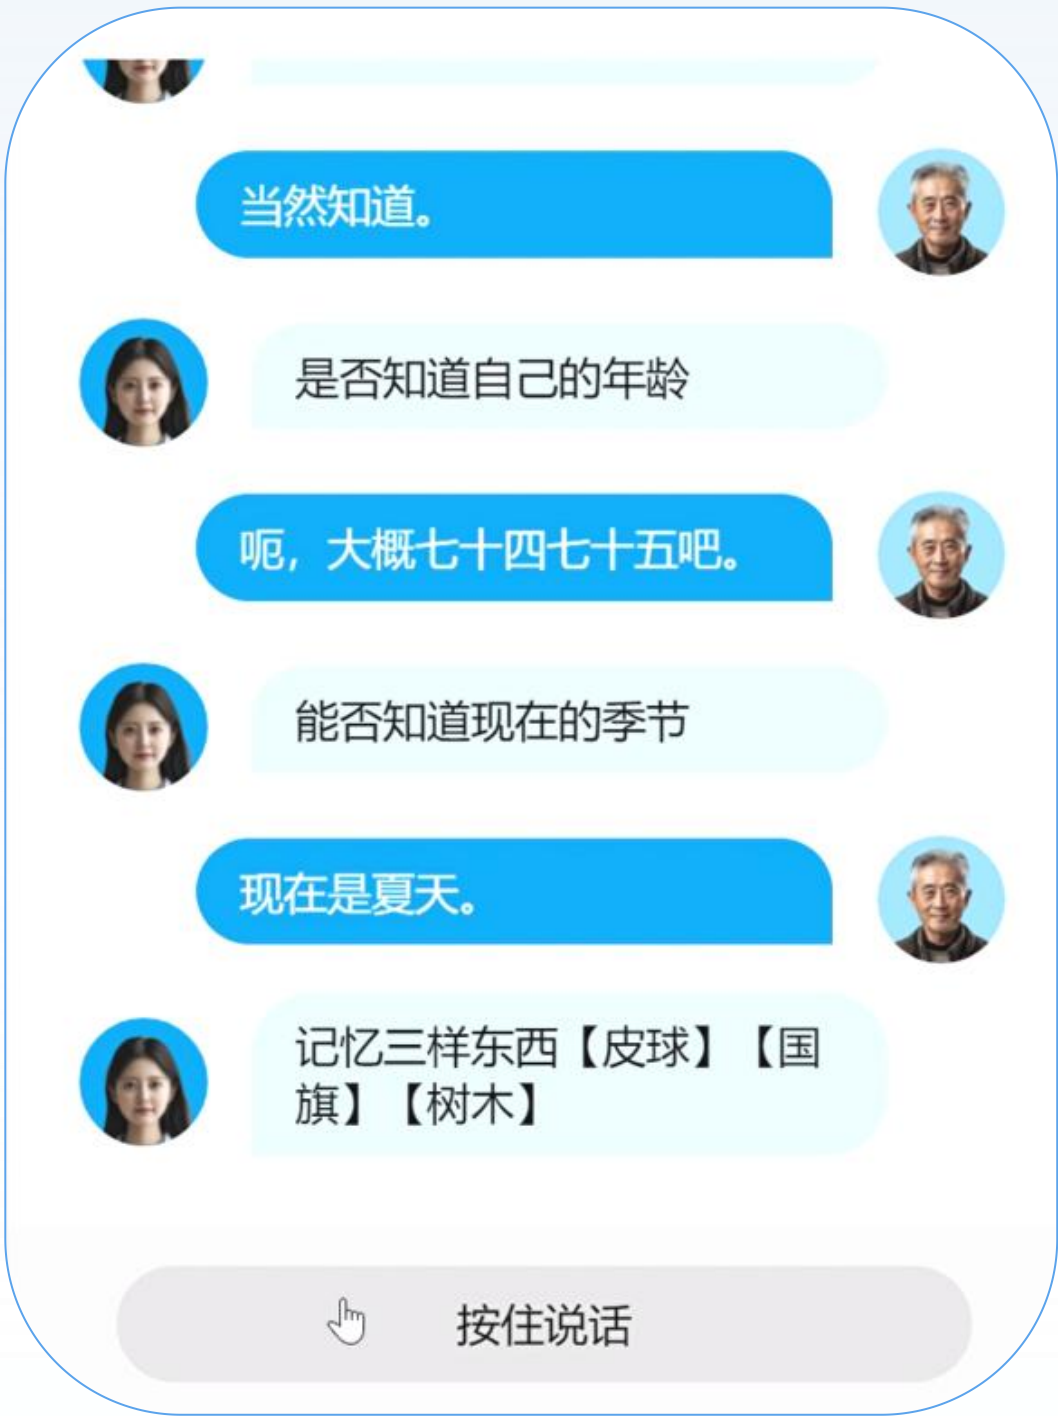 当然知道。
是否知道自己的年龄
呃，大概七十四七十五吧。
能否知道现在的季节
现在是夏天。
记忆三样东西【皮球】【国
旗】【树木】
按住说话